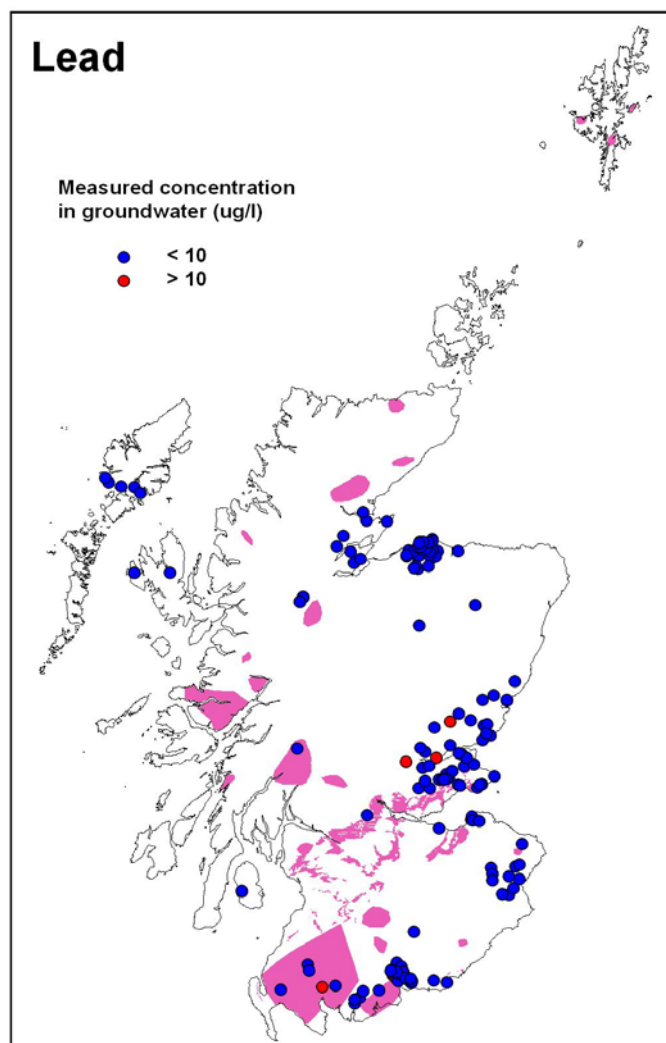 Lead
Measured concentration
in groundwater (ug/l)
< 10
> 10